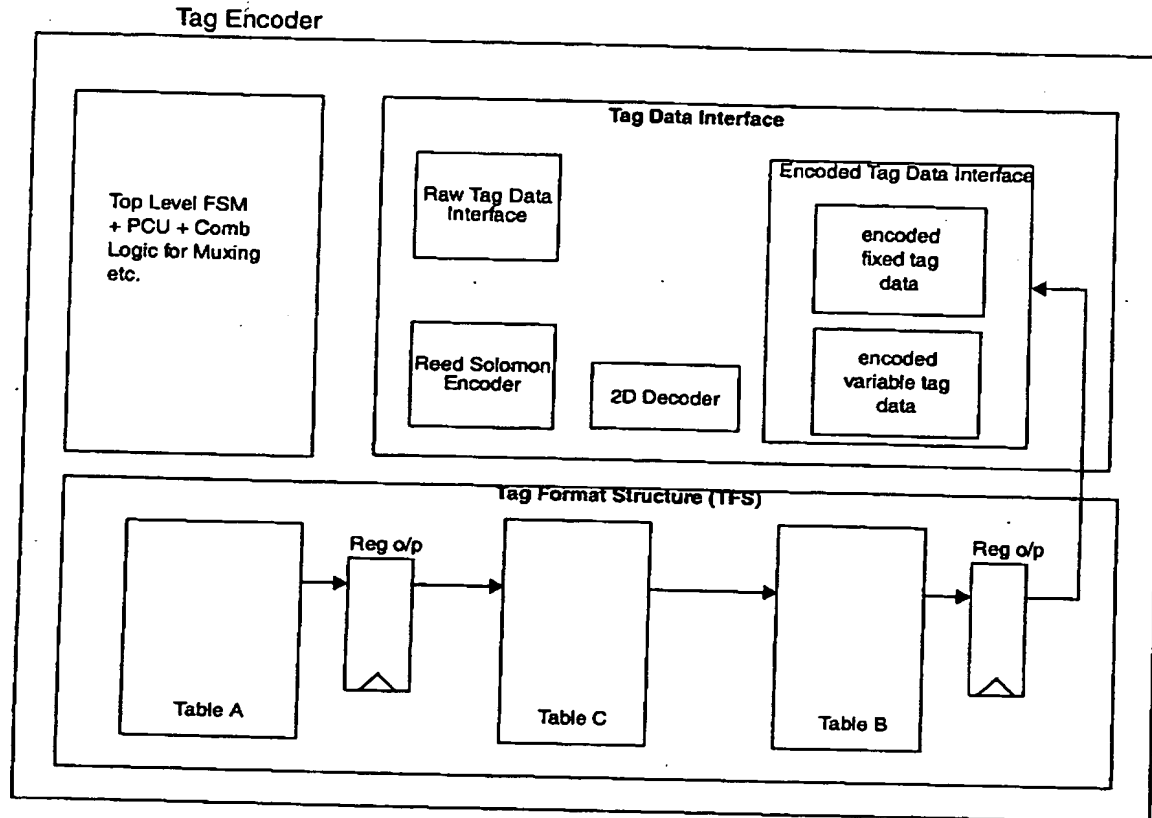 Tag Encoder
Top Level FSM
+ PCU + Comb
Logic for Muxing
etc.
Tag Data Interface
Raw Tag Data
Interface
Reed Solomon
Encoder
2D Decoder
Encoded Tag Data Interface
encoded
fixed tag
data
encoded
variable tag
data
Tag Format Structure (TFS)
Table A
Reg o/p
Table C
Table B
Reg o/p